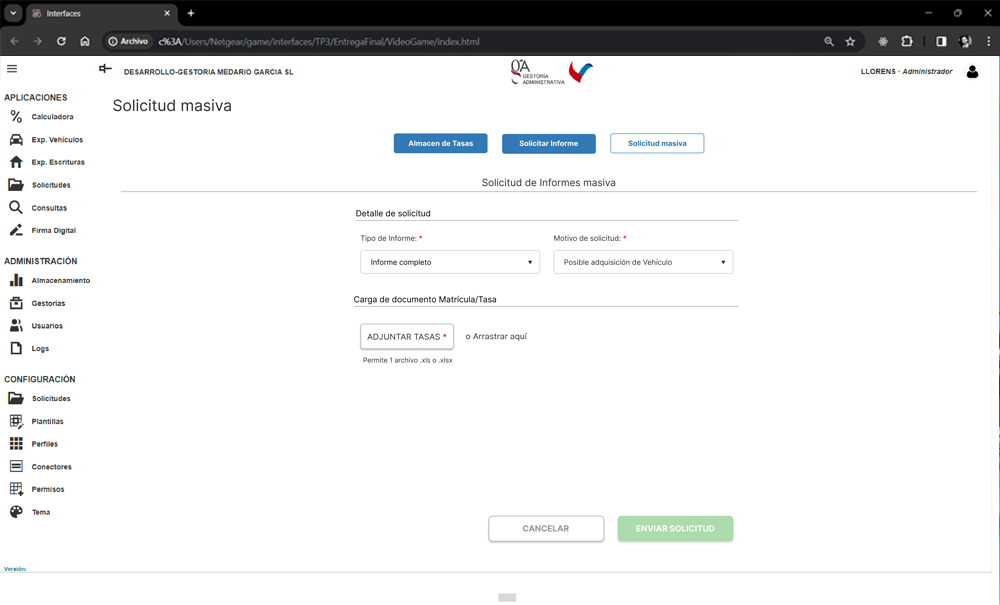 Interfaces
Archivo c%3A/Users/Netgear/game/interfaces/TP3/EntregaFinal/VideoGame/index.html
DESARROLLO-GESTORIA MEDARIO GARCIA SL
GA
GESTORÍA
ADMINISTRATIVA
LLORENS - Administrador
APLICACIONES
Calculadora
Exp. Vehículos
Exp. Escrituras
Solicitudes
Consultas
Firma Digital
ADMINISTRACIÓN
Almacenamiento
Gestorias
Usuarios
Logs
CONFIGURACIÓN
Solicitudes
Plantillas
Perfiles
Conectores
Permisos
Tema
Versión:
Solicitud masiva
Almacen de Tasas
Solicitar Informe
Solicitud masiva
Solicitud de Informes masiva
Detalle de solicitud
Tipo de Informe: *
Motivo de solicitud: *
Informe completo
Posible adquisición de Vehículo
Carga de documento Matrícula/Tasa
ADJUNTAR TASAS *
o Arrastrar aquí
Permite 1 archivo .xls o .xlsx
CANCELAR
ENVIAR SOLICITUD